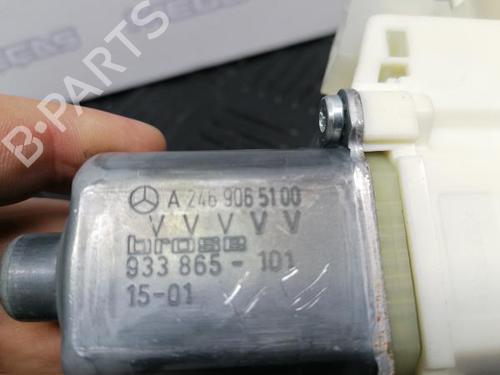 A 246 906 51 00
V V V V V
brose
933 865 - 101
15-01
B-PARTS